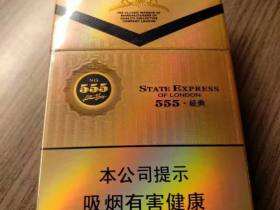 NO
555
STATE EXPRESS
OF LONDON
555 · 経典
本公司提示
吸烟有害健康